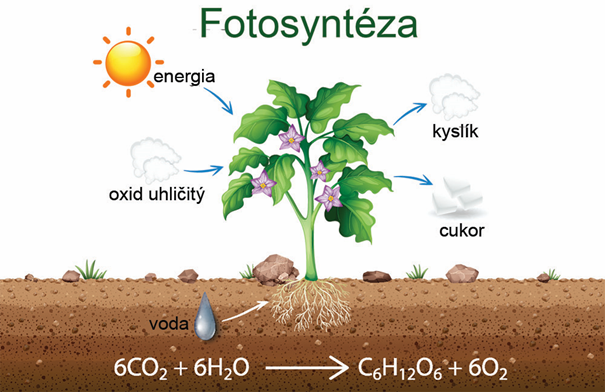 Fotosyntéza
energia
kyslík
oxid uhličitý
cukor
voda
6CO₂ + 6H₂O ⟶ C₆H₁₂O₆ + 6O₂